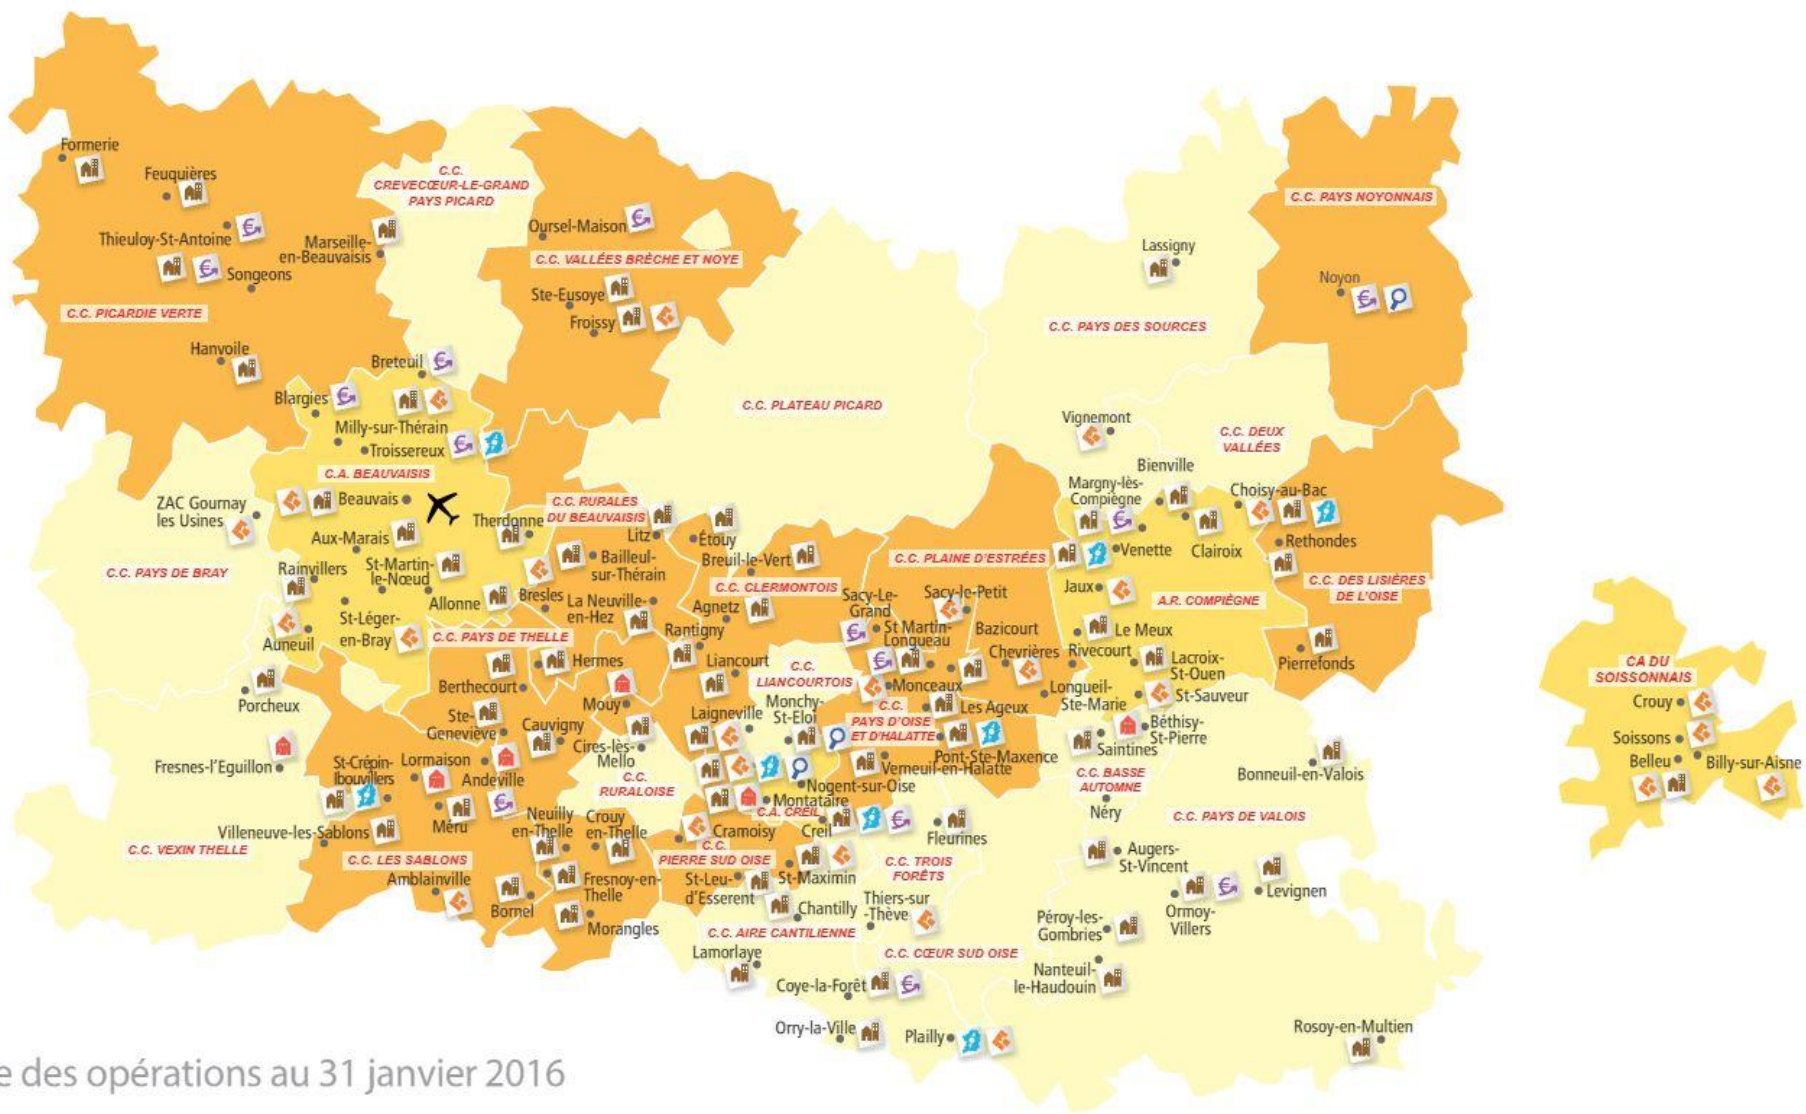 Formerie
Feuquières
Thieuloy-St-Antoine
Songeons
Marseille-
en-Beauvaisis
C.C. PICARDIE VERTE
Hanvoile
C.C.
CREVECŒUR-LE-GRAND
PAYS PICARD
Oursel-Maison
C.C. VALLÉES BRÈCHE ET NOYE
Ste-Eusoye
Froissy
Breteuil
Blargies
Milly-sur-Thérain
Troissereux
C.A. BEAUVAISIS
C.C. PLATEAU PICARD
Lassigny
C.C. PAYS DES SOURCES
C.C. PAYS NOYONNAIS
Noyon
Vignemont
C.C. DEUX
VALLÉES
Bienville
Margny-lès-
Compiègne
Choisy-au-Bac
Rethondes
Venette
Clairoix
C.C. DES LISIÈRES
DE L'OISE
Jaux
A.R. COMPIÈGNE
Le Meux
Pierrefonds
Rivecourt
Lacroix-
St-Ouen
Longueil-
Ste-Marie
St-Sauveur
ZAC Gournay
les Usines
Beauvais
Aux-Marais
Therdonne
C.C. RURALES
DU BEAUVAISIS
Litz
Étouy
Bailleul-
sur-Thérain
Breuil-le-Vert
C.C. PLAINE D'ESTRÉES
C.C. PAYS DE BRAY
Rainvillers
St-Martin-
le-Nœud
Allonne
Bresles
La Neuville-
en-Hez
C.C. CLERMONTOIS
Agnetz
Sacy-Le-
Grand
Sacy-le-Petit
St-Léger-
en-Bray
Auneuil
C.C. PAYS DE THELLE
Rantigny
St Martin-
Longueau
Bazicourt
Chevrières
Hermes
Liancourt
C.C.
LIANCOURTOIS
Berthecourt
Monceaux
Porcheux
Mouy
Monchy-
St-Eloi
C.C.
PAYS D'OISE
ET D'HALATTE
Les Ageux
Ste-
Geneviève
Cauvigny
Laigneville
Pont-Ste-Maxence
Béthisy-
St-Pierre
Saintines
Fresnes-l'Eguillon
St-Crépin-
Ibouvillers
Lormaison
Andeville
Cires-lès-
Mello
C.C.
RURALOISE
Verneuil-en-Halatte
Nogent-sur-Oise
C.C. BASSE
AUTOMNE
Bonneuil-en-Valois
Néry
Montataire
C.A. CREIL
Villeneuve-les-Sablons
Méru
Neuilly
en-Thelle
Crouy
en-Thelle
Cramoisy
Creil
Fleurines
C.C. PAYS DE VALOIS
C.C. VEXIN THELLE
C.C. LES SABLONS
Amblainville
C.C.
PIERRE SUD OISE
C.C. TROIS
FORÊTS
Augers-
St-Vincent
Bornel
Fresnoy-en-
Thelle
St-Leu-
d'Esserent
St-Maximin
Levignen
Morangles
Chantilly
Thiers-sur
-Thève
Ormoy-
Villers
Péroy-les-
Gombries
C.C. AIRE CANTILIENNE
Lamorlaye
C.C. CŒUR SUD OISE
Nanteuil-
le-Haudouin
Coye-la-Forêt
Orry-la-Ville
Plailly
Rosoy-en-Multien
CA DU
SOISSONNAIS
Crouy
Soissons
Belleu
Billy-sur-Aisne
e des opérations au 31 janvier 2016